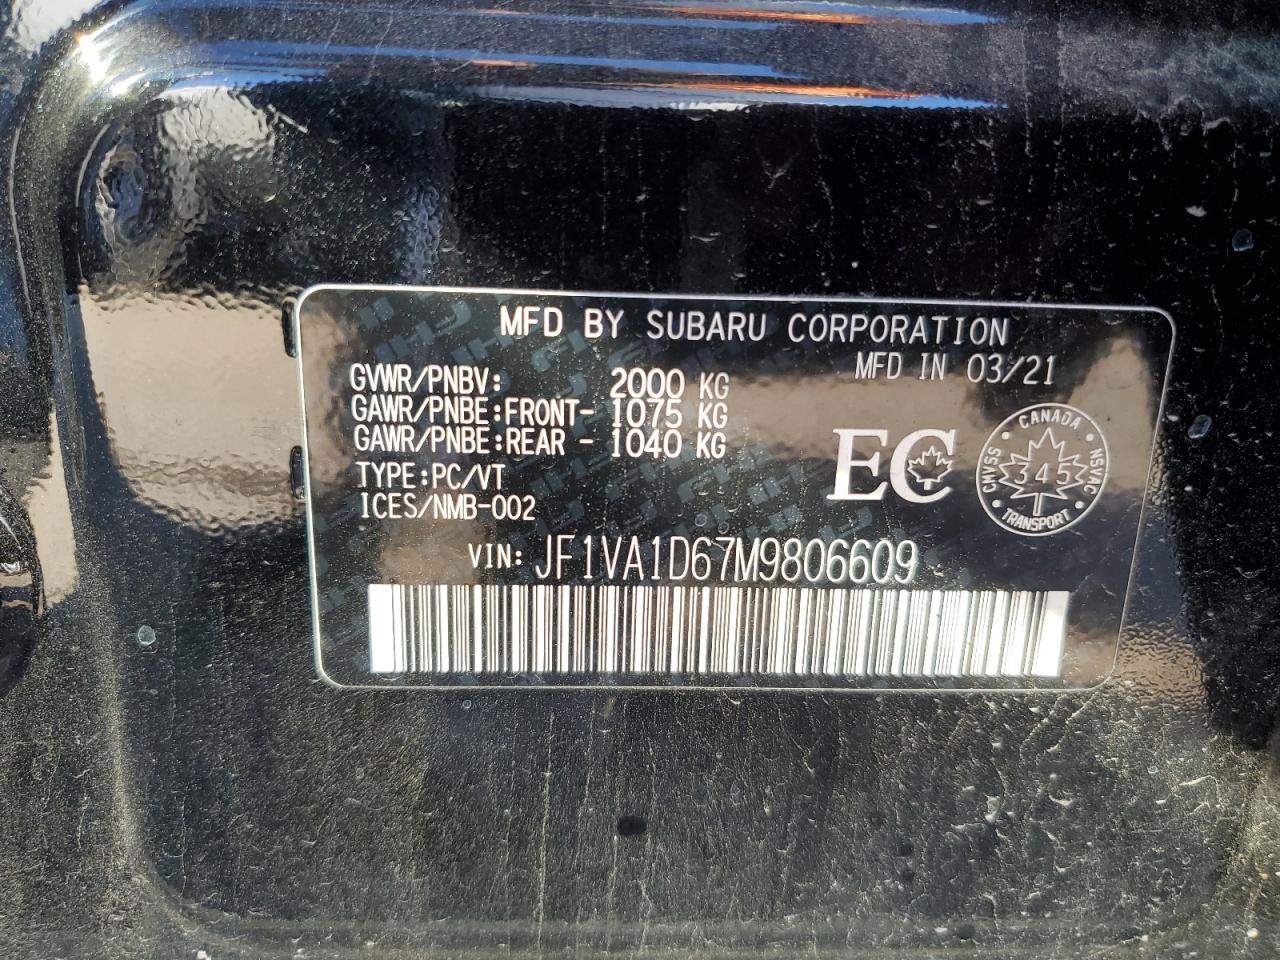 MFD BY SUBARU CORPORATION
MFD IN 03/21
GVWR/PNBV: 2000 KG
GAWR/PNBE:FRONT- 1075 KG
GAWR/PNBE:REAR - 1040 KG
TYPE:PC/VT
ICES/NMB-002
EC
CANADA
CMVSS 345 NSVAC
TRANSPORT
VIN: JF1VA1D67M9806609